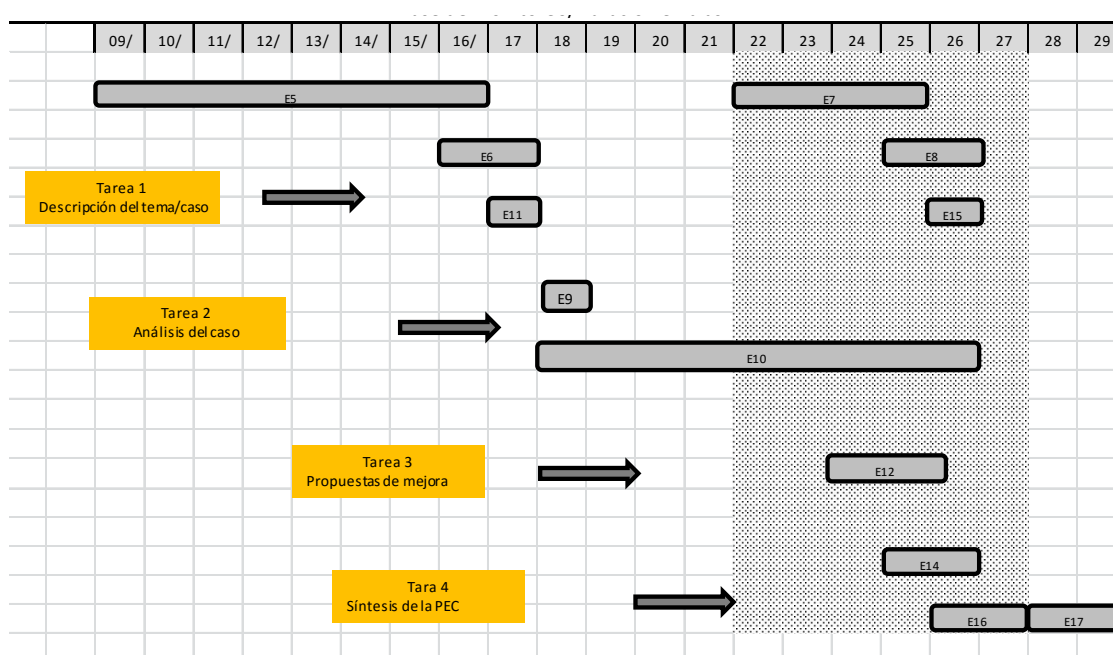 09/ 10/ 11/ 12/ 13/ 14/ 15/ 16/ 17 18 19 20 21 22 23 24 25 26 27 28 29
E5 E7
E6 E8
Tarea 1
Descripción del tema/caso
E11 E15
E9
Tarea 2
Análisis del caso
E10
Tarea 3
Propuestas de mejora
E12
E14
Tara 4
Síntesis de la PEC
E16 E17